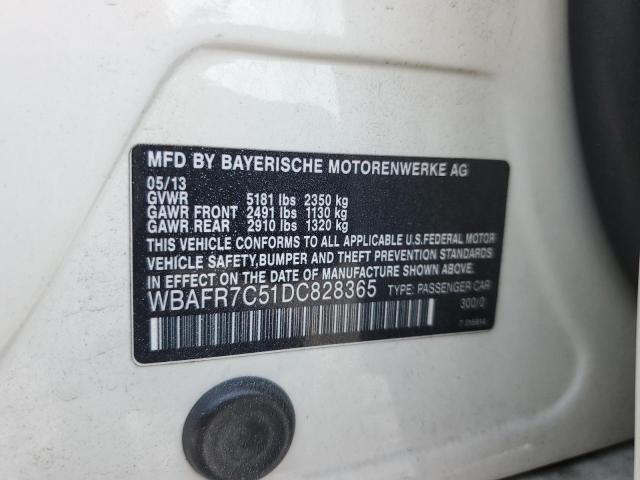 MFD BY BAYERISCHE MOTORENWERKE AG
05/13
GVWR 5181 lbs 2350 kg
GAWR FRONT 2491 lbs 1130 kg
GAWR REAR 2910 lbs 1320 kg
THIS VEHICLE CONFORMS TO ALL APPLICABLE U.S.FEDERAL MOTOR
VEHICLE SAFETY,BUMPER AND THEFT PREVENTION STANDARDS
IN EFFECT ON THE DATE OF MANUFACTURE SHOWN ABOVE.
WBAFR7C51DC828365 TYPE: PASSENGER CAR
300/0